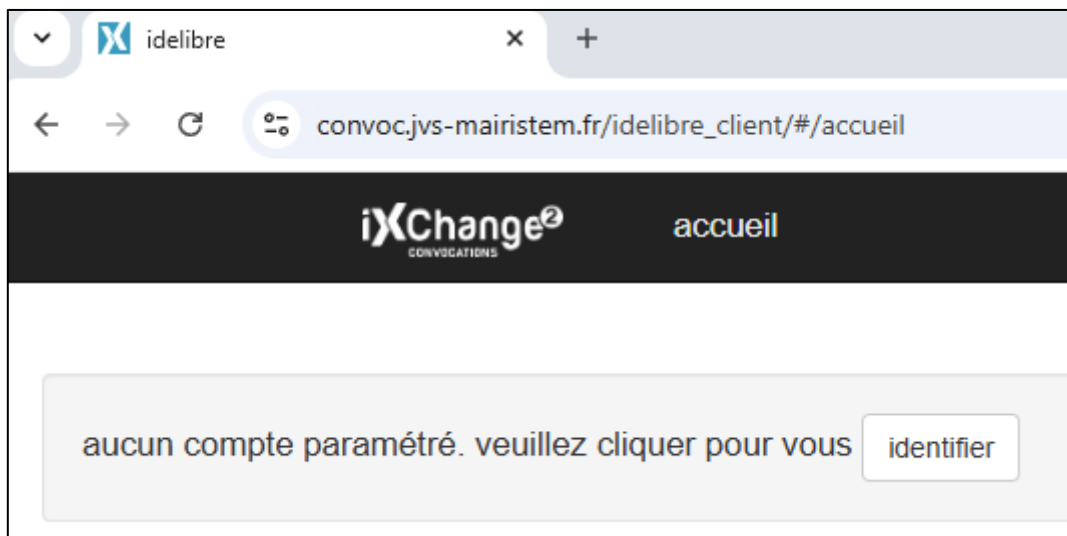 idelibre
convoc.jvs-mairistem.fr/idelibre_client/#/accueil
iXChange2
CONVOCATIONS
accueil
aucun compte paramétré. veuillez cliquer pour vous identifier